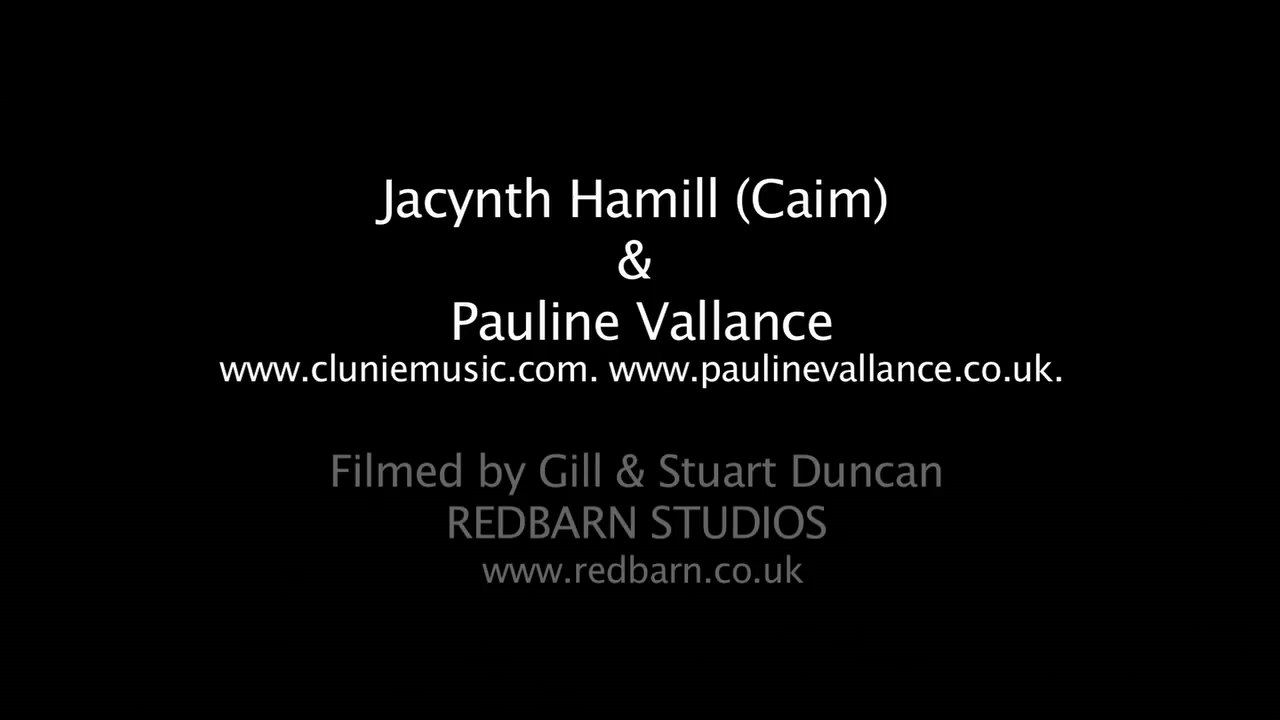 Jacynth Hamill (Caim)
&
Pauline Vallance
www.cluniemusic.com. www.paulinevallance.co.uk.
Filmed by Gill & Stuart Duncan
REDBARN STUDIOS
www.redbarn.co.uk